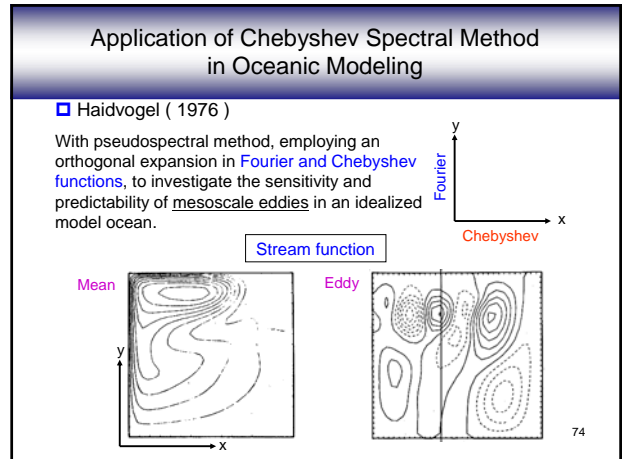 Application of Chebyshev Spectral Method
in Oceanic Modeling
Haidvogel ( 1976 )
With pseudospectral method, employing an
orthogonal expansion in Fourier and Chebyshev
functions, to investigate the sensitivity and
predictability of mesoscale eddies in an idealized
model ocean.
y
Fourier
x
Chebyshev
Stream function
Mean
Eddy
y
x
74